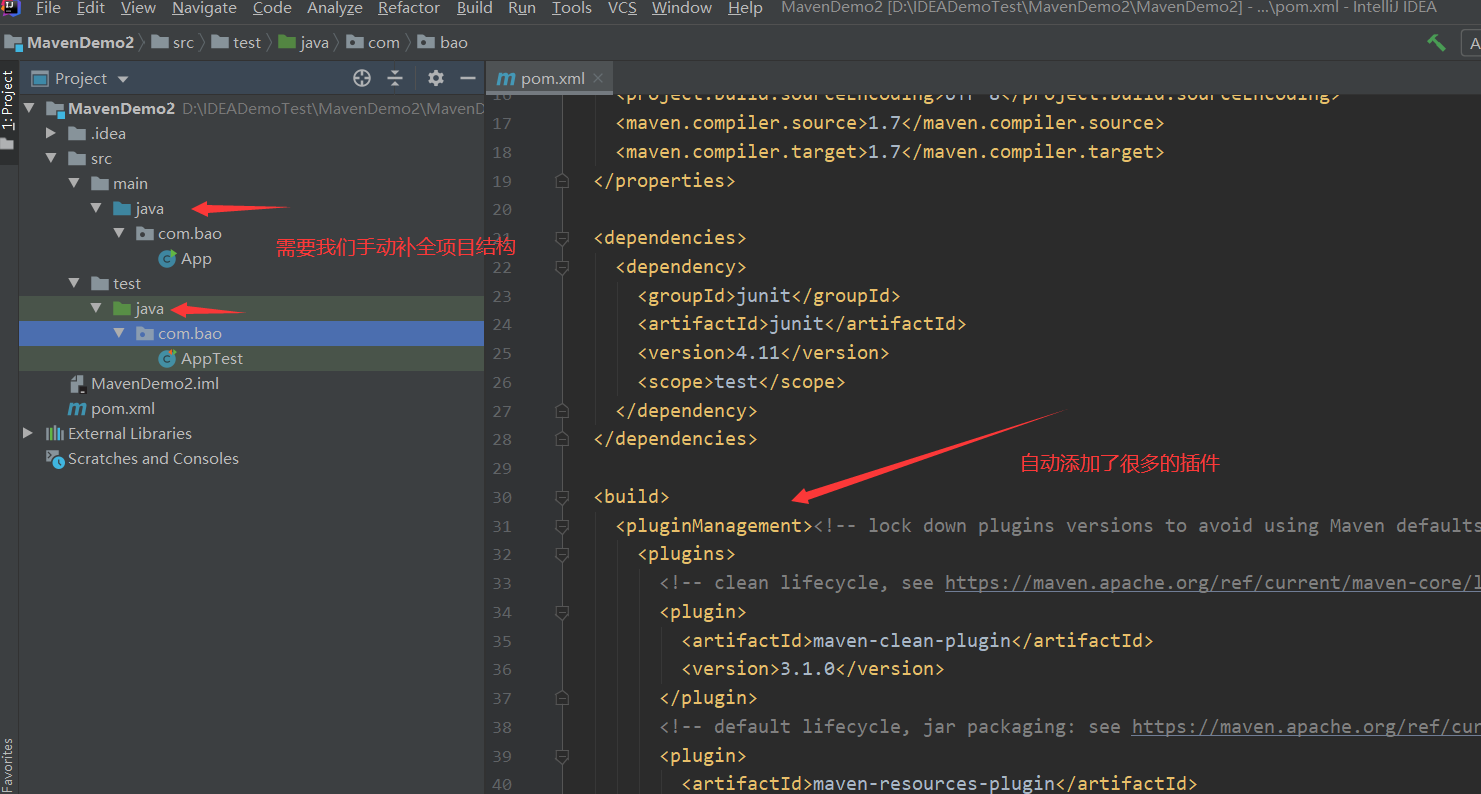 File Edit View Navigate Code Analyze Refactor Build Run Tools VCS Window Help MavenDemo2 [D:\IDEADemoTest\MavenDemo2\MavenDemo2] - ...\pom.xml - IntelliJ IDEA
MavenDemo2 src test java com bao
1: Project
Favorites
Project
MavenDemo2 D:\IDEADemoTest\MavenDemo2\MavenD
.idea
src
main
java
com.bao
App
test
java
com.bao
AppTest
MavenDemo2.iml
pom.xml
External Libraries
Scratches and Consoles
需要我们手动补全项目结构
pom.xml
16 <project.build.sourceEncoding>UTF-8</project.build.sourceEncoding>
17 <maven.compiler.source>1.7</maven.compiler.source>
18 <maven.compiler.target>1.7</maven.compiler.target>
19 </properties>
20
21 <dependencies>
22 <dependency>
23 <groupId>junit</groupId>
24 <artifactId>junit</artifactId>
25 <version>4.11</version>
26 <scope>test</scope>
27 </dependency>
28 </dependencies>
29
自动添加了很多的插件
30 <build>
31 <pluginManagement><!-- lock down plugins versions to avoid using Maven defaults
32 <plugins>
33 <!-- clean lifecycle, see https://maven.apache.org/ref/current/maven-core/l
34 <plugin>
35 <artifactId>maven-clean-plugin</artifactId>
36 <version>3.1.0</version>
37 </plugin>
38 <!-- default lifecycle, jar packaging: see https://maven.apache.org/ref/cur
39 <plugin>
40 <artifactId>maven-resources-plugin</artifactId>